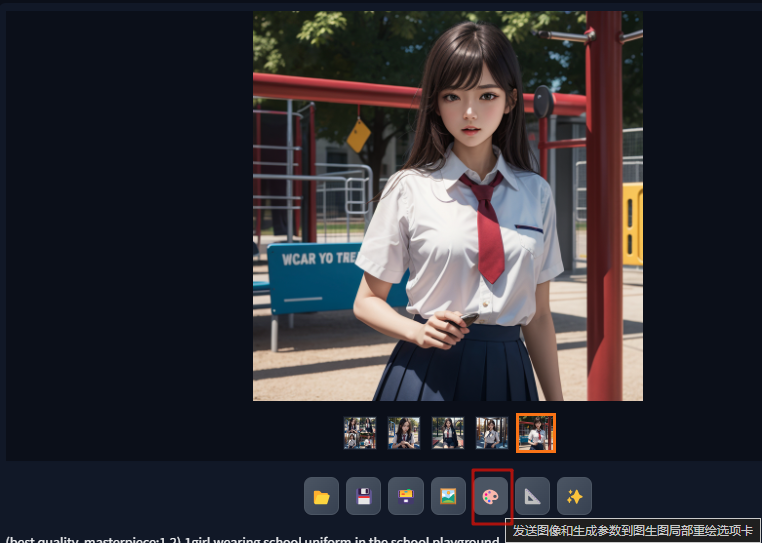 WCAR YO TRE
(best quality, masterpiece:1.2),1girl wearing school uniform in the school playground
发送图像和生成参数到图生图局部重绘选项卡